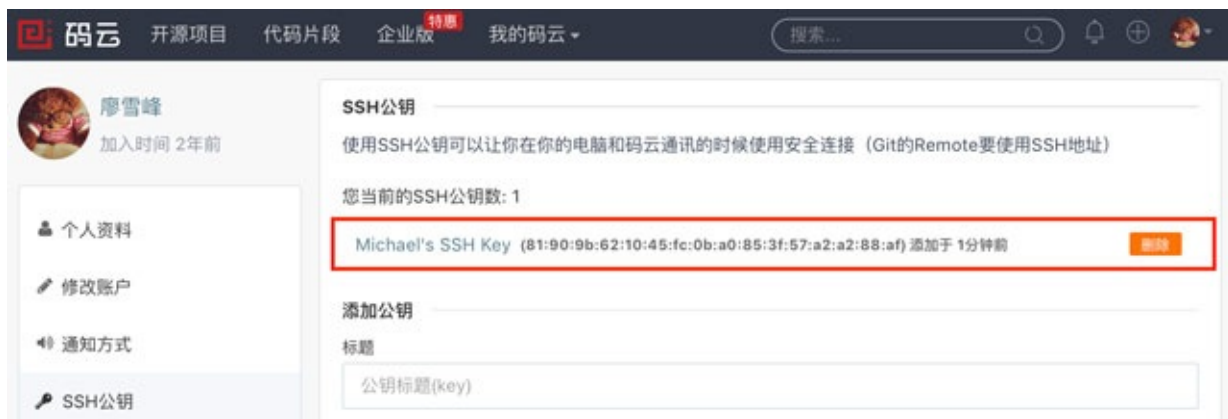 码云 开源项目 代码片段 企业版 特惠 我的码云 搜索...
廖雪峰
加入时间 2年前
个人资料
修改账户
通知方式
SSH公钥
SSH公钥
使用SSH公钥可以让你在你的电脑和码云通讯的时候使用安全连接（Git的Remote要使用SSH地址）
您当前的SSH公钥数: 1
Michael's SSH Key (81:90:9b:62:10:45:fc:0b:a0:85:3f:57:a2:a2:88:af) 添加于 1分钟前 删除
添加公钥
标题
公钥标题(key)